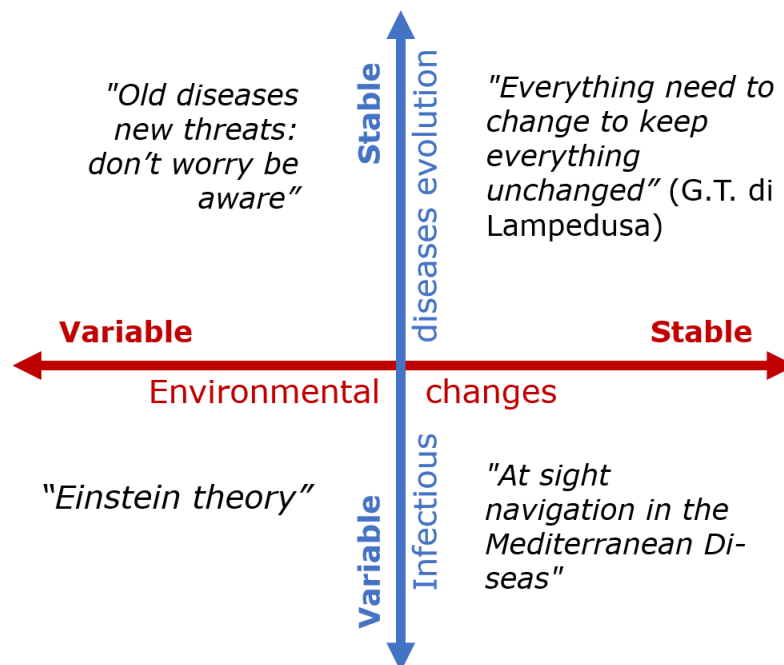 "Old diseases
new threats:
don’t worry be
aware”
Stable
diseases evolution
"Everything need to
change to keep
everything
unchanged” (G.T. di
Lampedusa)
Variable
Stable
Environmental changes
“Einstein theory”
Variable
Infectious
"At sight
navigation in the
Mediterranean Di-
seas"